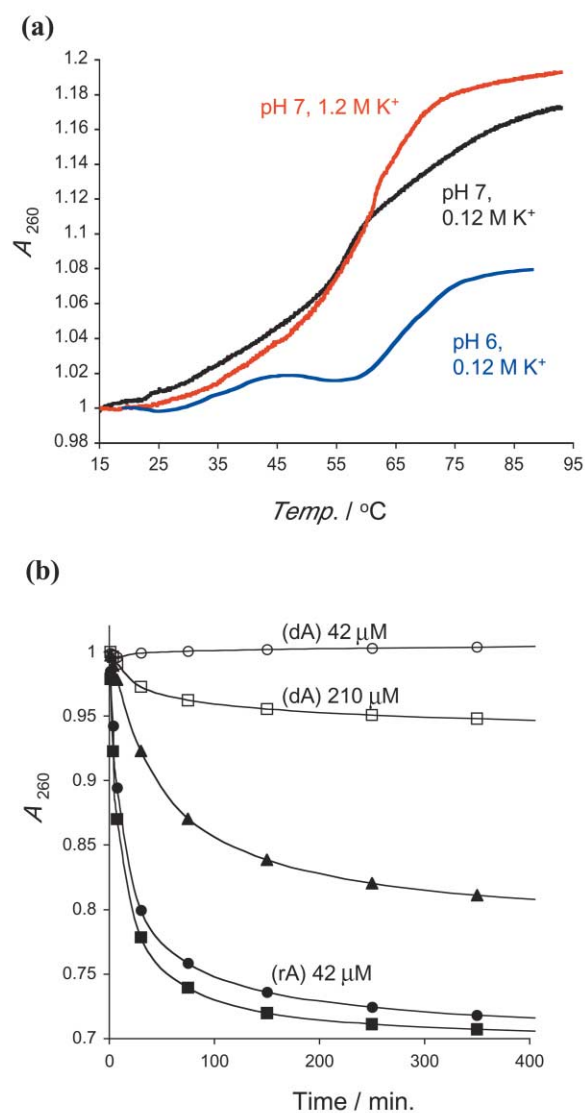 (a)
1.2
1.18
1.16
1.14
1.12
1.1
1.08
1.06
1.04
1.02
1
0.98
A 260
pH 7, 1.2 M K⁺
pH 7,
0.12 M K⁺
pH 6,
0.12 M K⁺
15 25 35 45 55 65 75 85 95
Temp. / °C
(b)
1
0.95
0.9
0.85
0.8
0.75
0.7
A 260
(dA) 42 μM
(dA) 210 μM
(rA) 42 μM
0 100 200 300 400
Time / min.